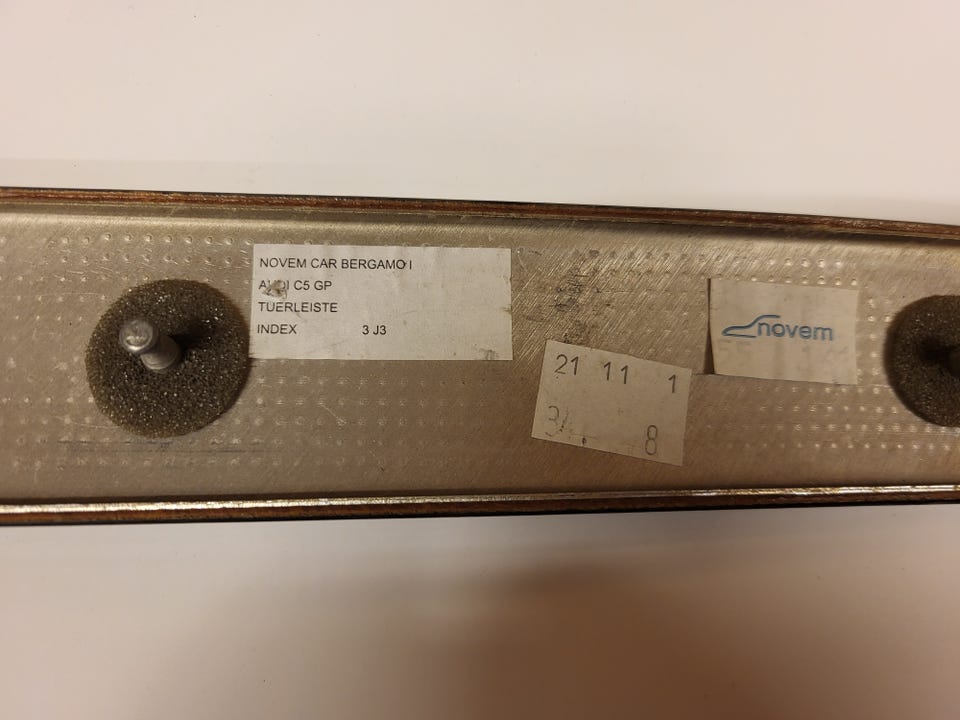 NOVEM CAR BERGAMO I
C5 GP
TUERLEISTE
INDEX 3 J3
novem
21 11 1
8